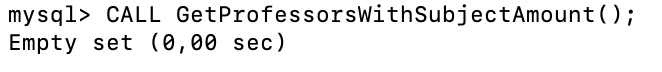 mysql> CALL GetProfessorsWithSubjectAmount();
Empty set (0,00 sec)